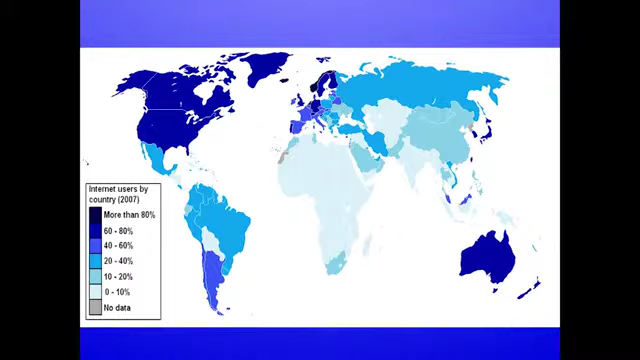 Internet users by
country (2007)
More than 80%
60 - 80%
40 - 60%
20 - 40%
10 - 20%
0 - 10%
No data